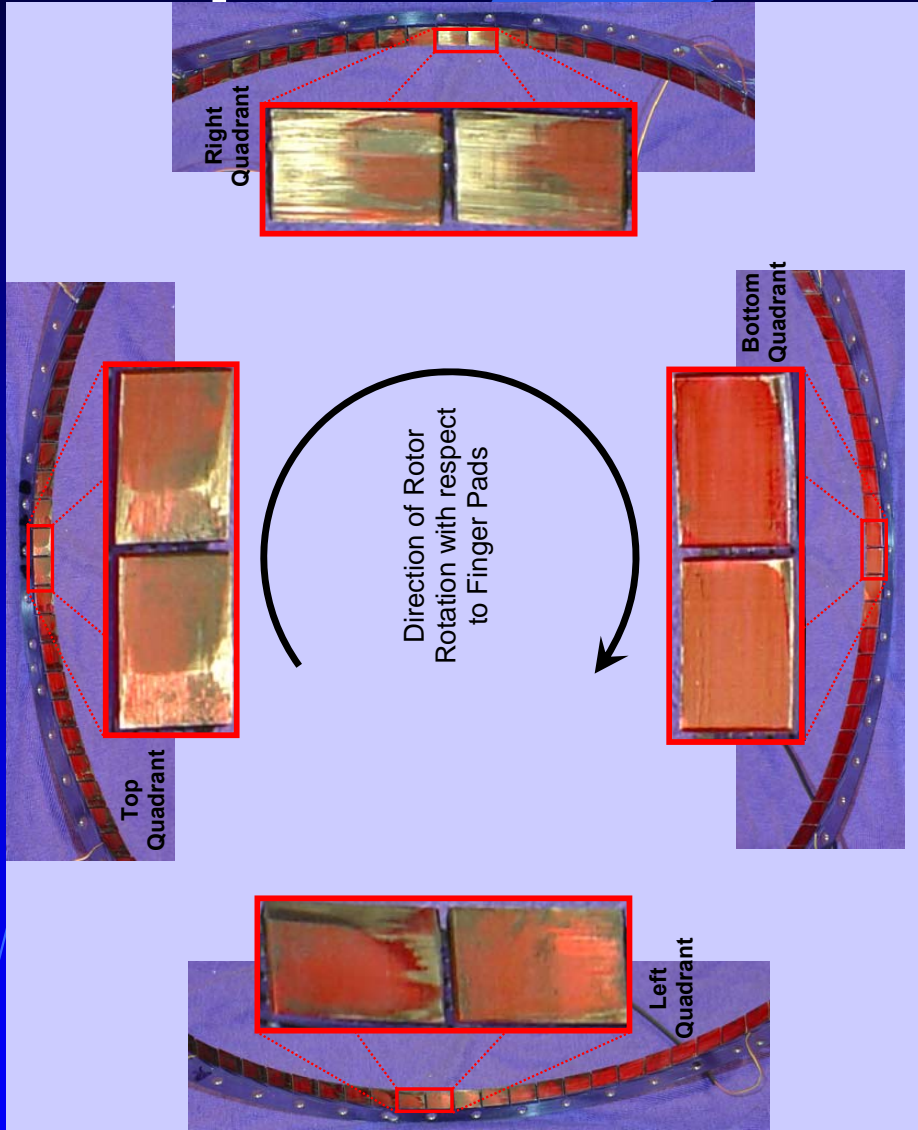 Right
Quadrant
Top
Quadrant
Direction of Rotor
Rotation with respect
to Finger Pads
Bottom
Quadrant
Left
Quadrant